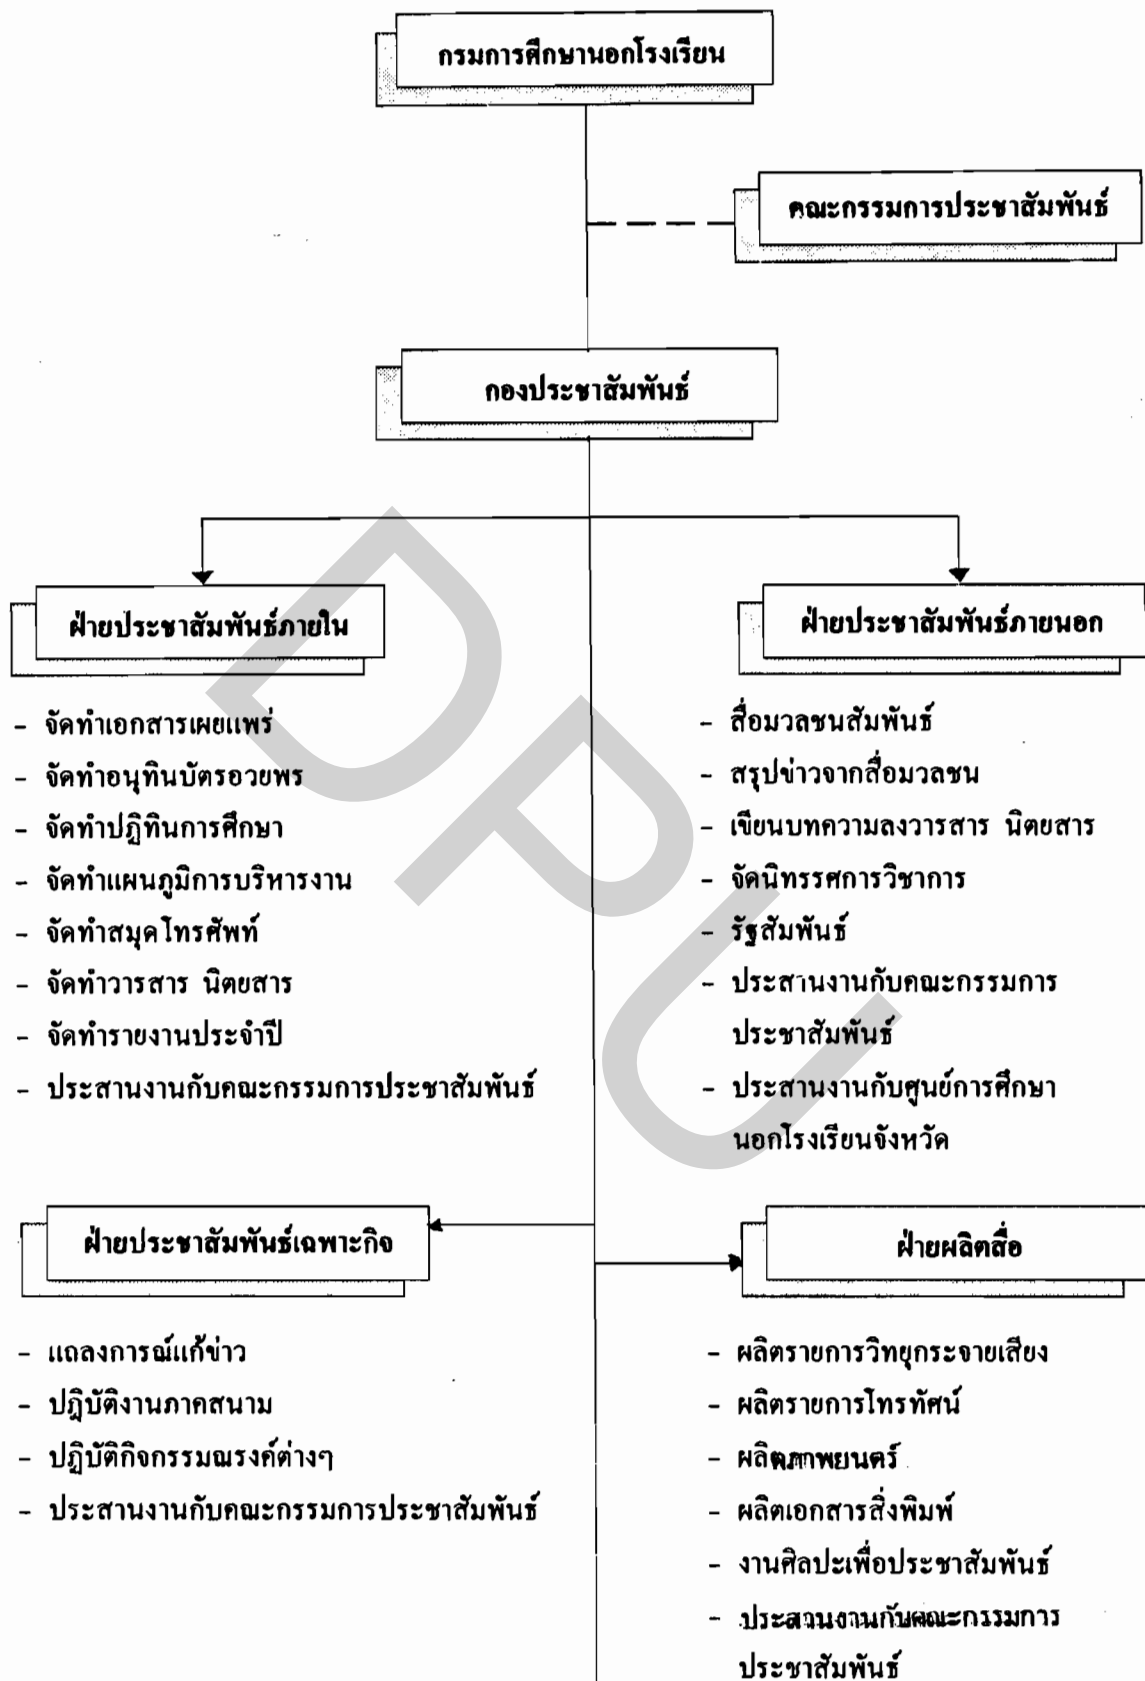 กรมการศึกษานอกโรงเรียน
คณะกรรมการประชาสัมพันธ์
กองประชาสัมพันธ์
ฝ่ายประชาสัมพันธ์ภายใน
- จัดทำเอกสารเผยแพร่
- จัดทำอนุทินบัตรอวยพร
- จัดทำปฏิทินการศึกษา
- จัดทำแผนภูมิการบริหารงาน
- จัดทำสมุดโทรศัพท์
- จัดทำวารสาร นิตยสาร
- จัดทำรายงานประจำปี
- ประสานงานกับคณะกรรมการประชาสัมพันธ์
ฝ่ายประชาสัมพันธ์ภายนอก
- สื่อมวลชนสัมพันธ์
- สรุปข่าวจากสื่อมวลชน
- เขียนบทความลงวารสาร นิตยสาร
- จัดนิทรรศการวิชาการ
- รัฐสัมพันธ์
- ประสานงานกับคณะกรรมการ
ประชาสัมพันธ์
- ประสานงานกับศูนย์การศึกษา
นอกโรงเรียนจังหวัด
ฝ่ายประชาสัมพันธ์เฉพาะกิจ
- แถลงการณ์แก้ข่าว
- ปฏิบัติงานภาคสนาม
- ปฏิบัติกิจกรรมณรงค์ต่างๆ
- ประสานงานกับคณะกรรมการประชาสัมพันธ์
ฝ่ายผลิตสื่อ
- ผลิตรายการวิทยุกระจายเสียง
- ผลิตรายการโทรทัศน์
- ผลิตภาพยนตร์
- ผลิตเอกสารสิ่งพิมพ์
- งานศิลปะเพื่อประชาสัมพันธ์
- ประสานงานกับคณะกรรมการ
ประชาสัมพันธ์
DPU